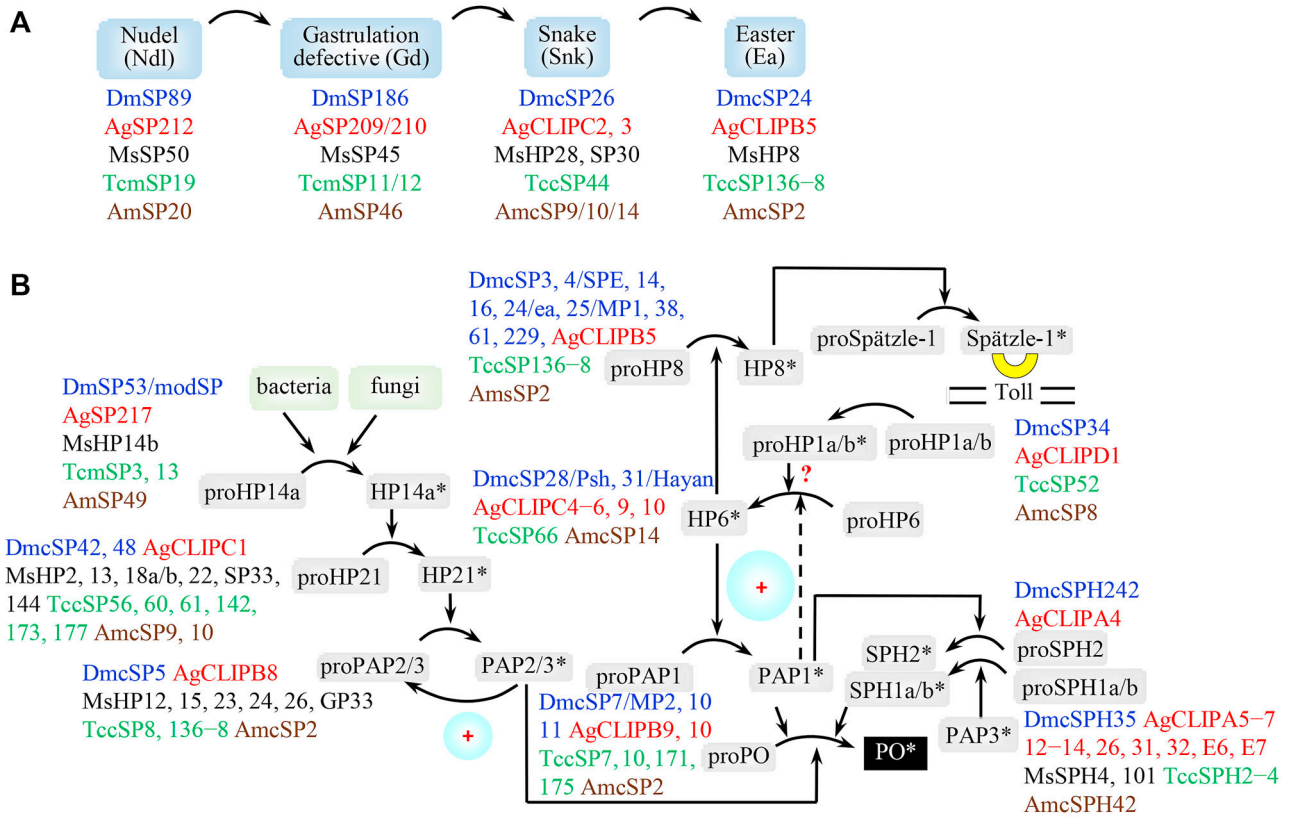 A
Nudel
(Ndl)
Gastrulation
defective (Gd)
Snake
(Snk)
Easter
(Ea)
DmSP89
DmSP186
DmcSP26
DmcSP24
AgSP212
AgSP209/210
AgCLIPC2, 3
AgCLIPB5
MsSP50
MsSP45
MsHP28, SP30
MsHP8
TcmSP19
TcmSP11/12
TccSP44
TccSP136−8
AmSP20
AmSP46
AmcSP9/10/14
AmcSP2
B
DmcSP3, 4/SPE, 14,
16, 24/ea, 25/MP1, 38,
61, 229, AgCLIPB5
TccSP136−8
AmsSP2
proHP8
HP8*
proSpätzle-1
Spätzle-1*
Toll
DmSP53/modSP
AgSP217
MsHP14b
TcmSP3, 13
AmSP49
bacteria
fungi
proHP14a
HP14a*
proHP1a/b*
proHP1a/b
?
DmcSP34
AgCLIPD1
TccSP52
AmcSP8
DmcSP28/Psh, 31/Hayan
AgCLIPC4−6, 9, 10
TccSP66 AmcSP14
HP6*
proHP6
DmcSP42, 48 AgCLIPC1
MsHP2, 13, 18a/b, 22, SP33,
144 TccSP56, 60, 61, 142,
173, 177 AmcSP9, 10
proHP21
HP21*
+
DmcSPH242
AgCLIPA4
proSPH2
SPH2*
proSPH1a/b
SPH1a/b*
DmcSP5 AgCLIPB8
MsHP12, 15, 23, 24, 26, GP33
TccSP8, 136−8 AmcSP2
proPAP2/3
PAP2/3*
+
proPAP1
PAP1*
DmcSP7/MP2, 10
11 AgCLIPB9, 10
TccSP7, 10, 171,
175 AmcSP2
proPO
PO*
PAP3*
DmcSPH35 AgCLIPA5−7
12−14, 26, 31, 32, E6, E7
MsSPH4, 101 TccSPH2−4
AmcSPH42